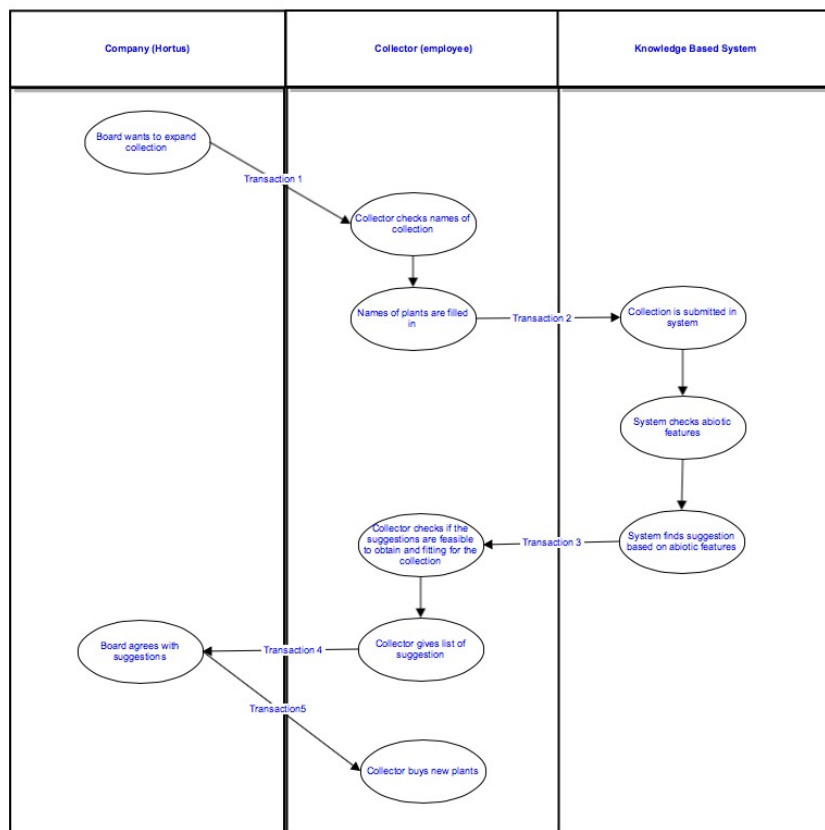 Company (Hortus)
Collector (employee)
Knowledge Based System
Board wants to expand
collection
Transaction 1
Collector checks names of
collection
Names of plants are filled
in
Transaction 2
Collection is submitted in
system
System checks abiotic
features
System finds suggestion
based on abiotic features
Transaction 3
Collector checks if the
suggestions are feasible
to obtain and fitting for the
collection
Collector gives list of
suggestion
Transaction 4
Board agrees with
suggestions
Transaction5
Collector buys new plants